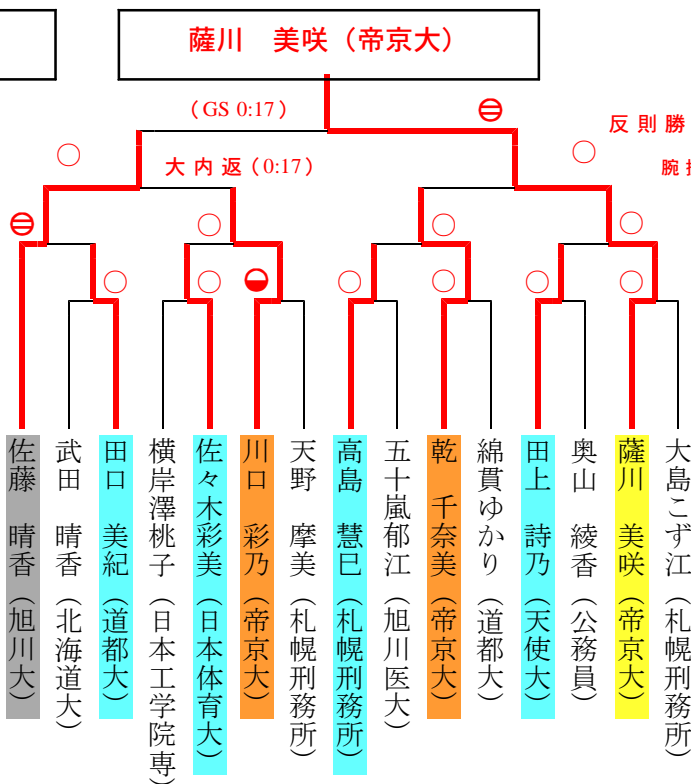 薩川 美咲（帝京大）
（GS 0:17）
反則勝
大内返（0:17）
腕
佐藤 晴香（旭川大）
武田 晴香（北海道大）
田口 美紀（道都大）
横岸澤桃子（日本工学院専）
佐々木彩美（日本体育大）
川口 彩乃（帝京大）
天野 摩美（札幌刑務所）
高島 慧巳（札幌刑務所）
五十嵐郁江（旭川医大）
乾 千奈美（帝京大）
綿貫ゆかり（道都大）
田上 詩乃（天使大）
奥山 綾香（公務員）
薩川 美咲（帝京大）
大島こず江（札幌刑務所）